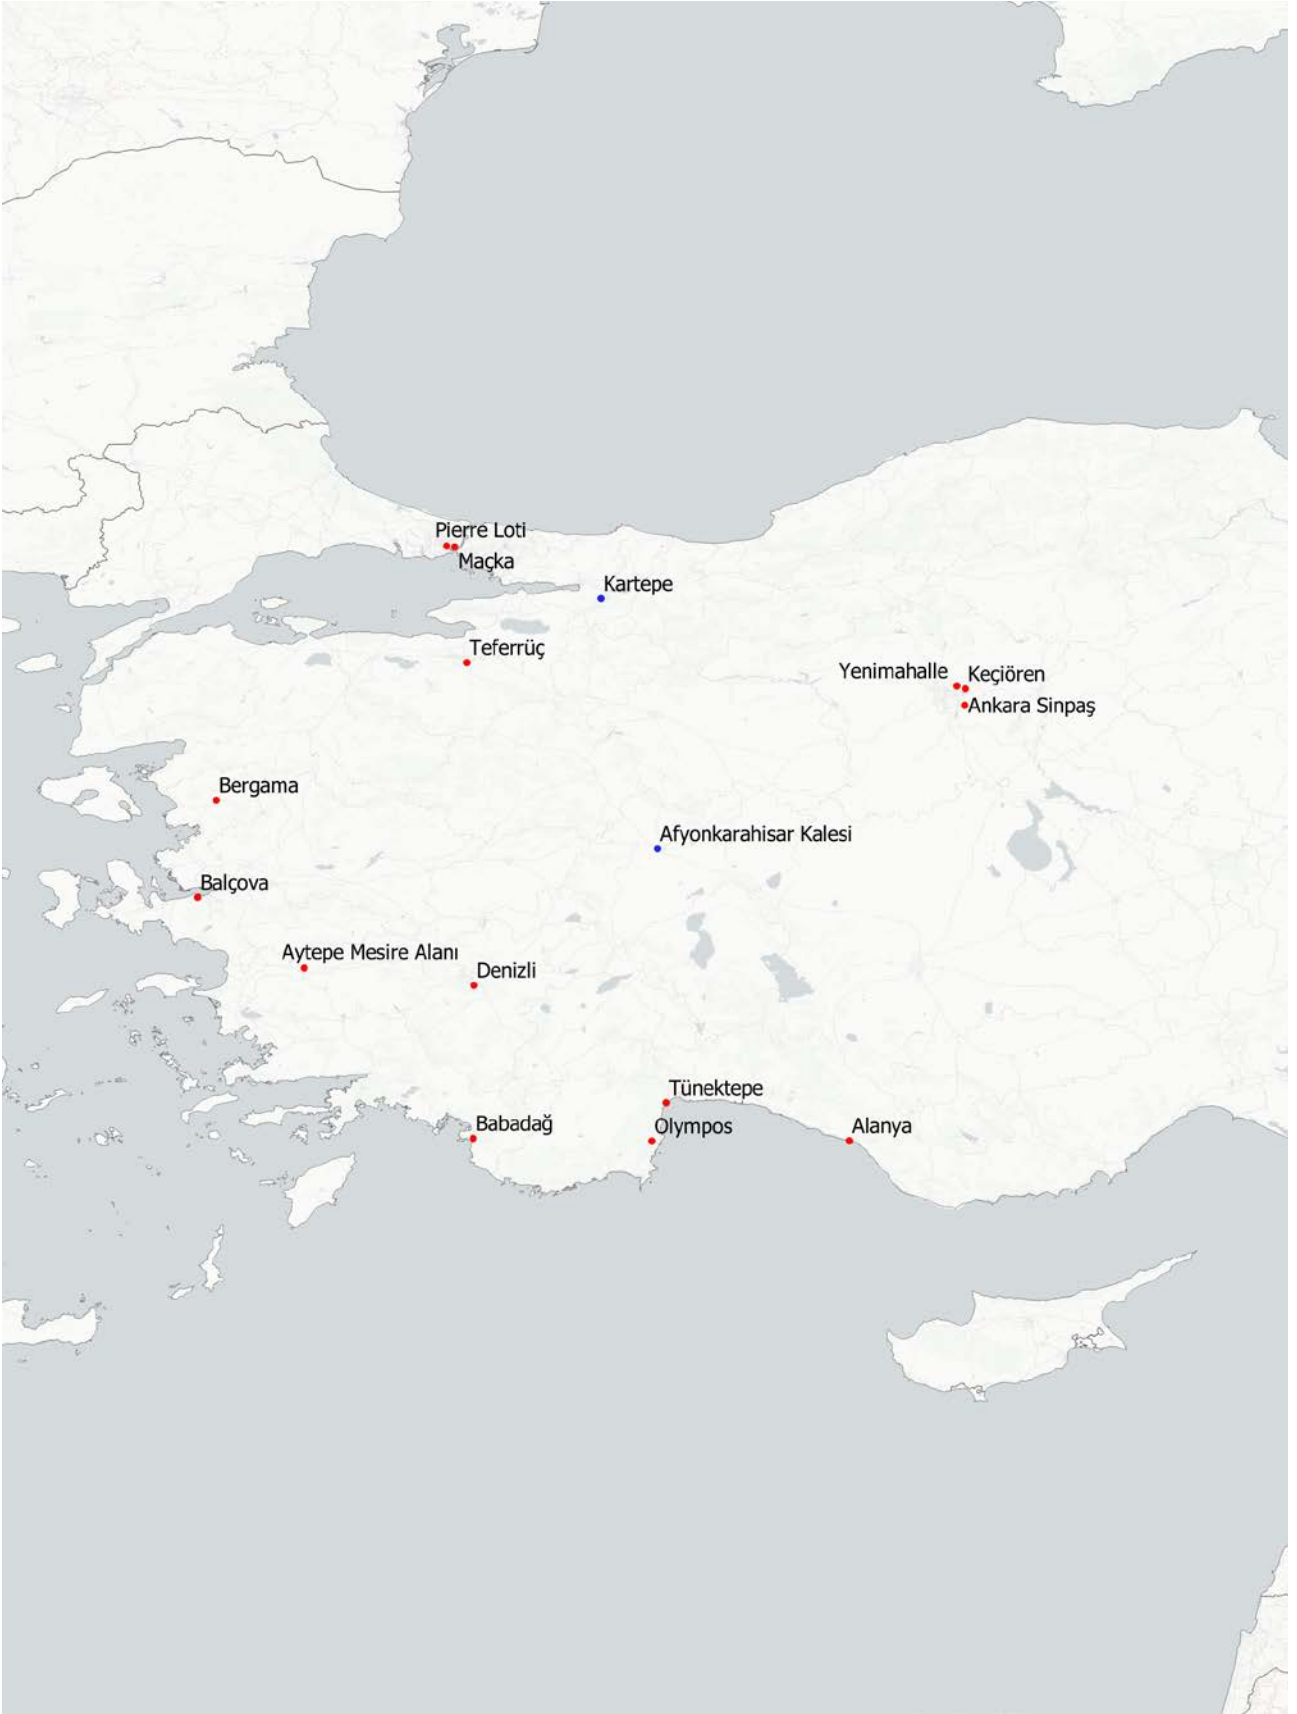 Pierre Loti
Maçka
Kartepe
Teferrüç
Yenimahalle
Keçiören
Ankara Sinpaş
Bergama
Afyonkarahisar Kalesi
Balçova
Aytepe Mesire Alanı
Denizli
Tünektepe
Babadağ
Olympos
Alanya